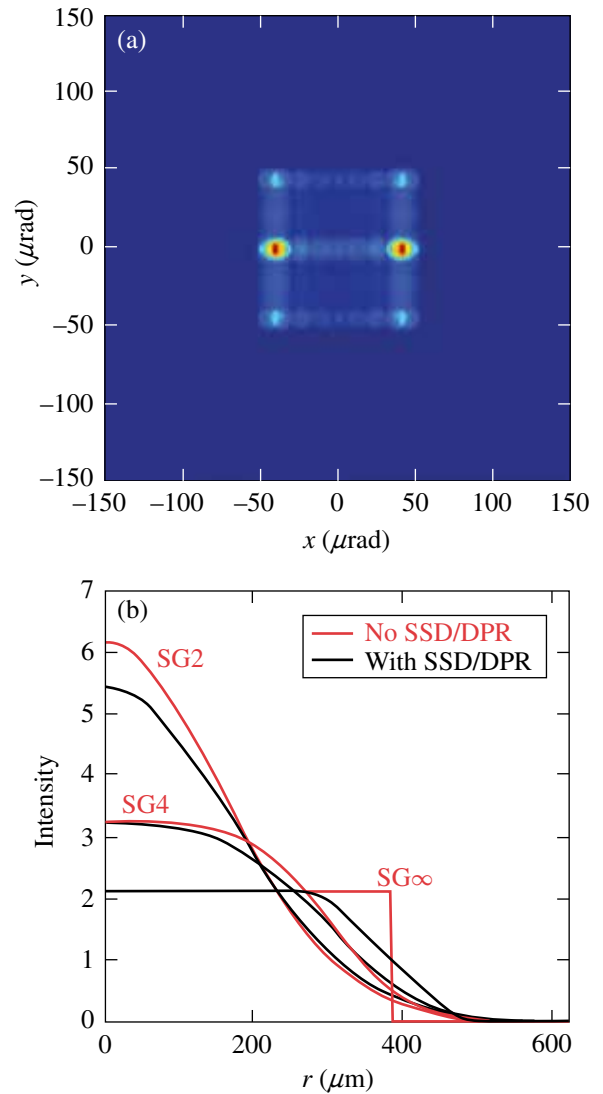 (a)
150
100
50
0
−50
−100
−150
y (μrad)
−150 −100 −50 0 50 100 150
x (μrad)
(b)
7
6
5
4
3
2
1
0
Intensity
No SSD/DPR
With SSD/DPR
SG2
SG4
SG∞
0 200 400 600
r (μm)